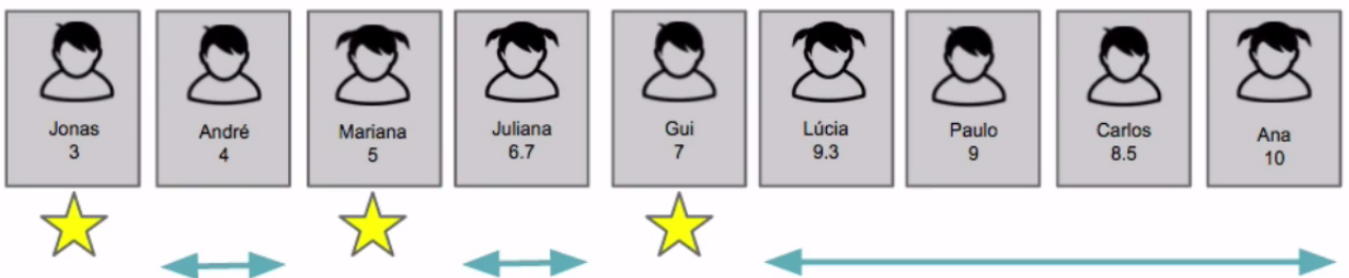 Jonas
3
André
4
Mariana
5
Juliana
6.7
Gui
7
Lúcia
9.3
Paulo
9
Carlos
8.5
Ana
10